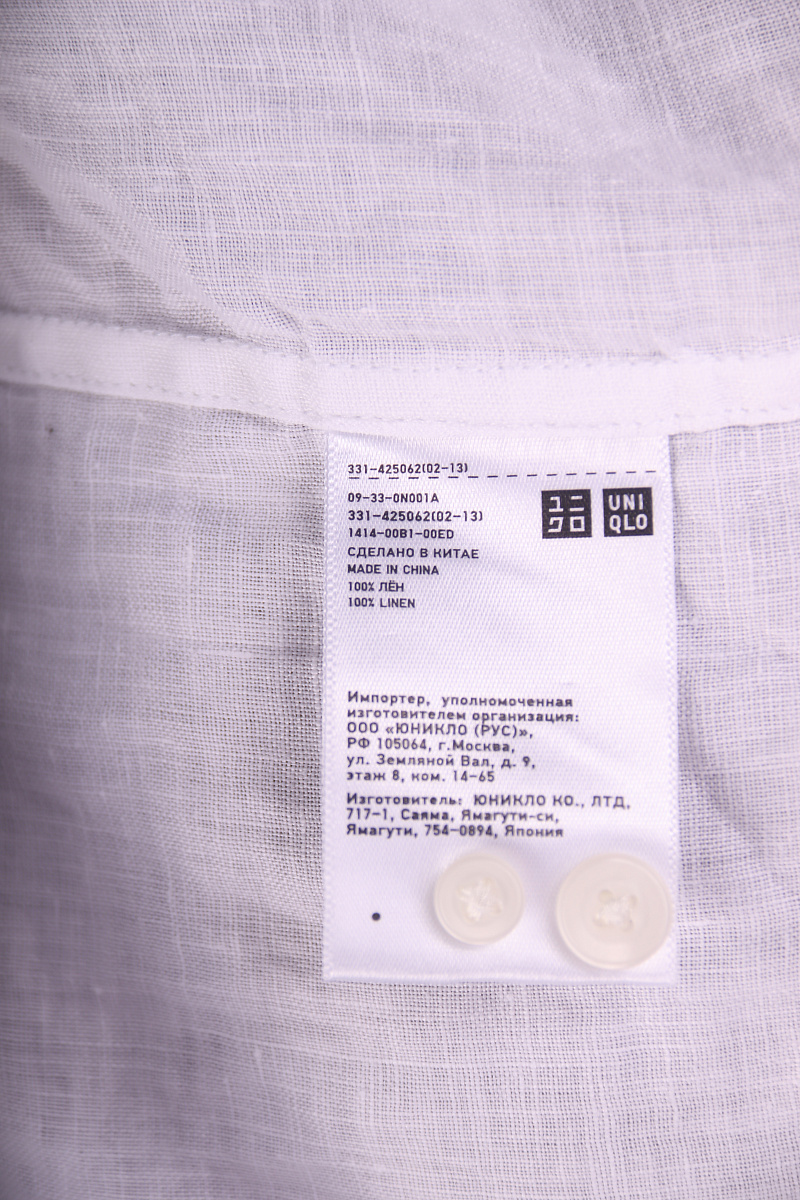 331-425062(02-13)
09-33-0N001A
331-425062(02-13)
1414-00B1-00ED
СДЕЛАНО В КИТАЕ
MADE IN CHINA
100% ЛЁН
100% LINEN
ユニ
クロ
UNI
QLO
Импортер, уполномоченная
изготовителем организация:
ООО «ЮНИКЛО (РУС)»,
РФ 105064, г.Москва,
ул. Земляной Вал, д. 9,
этаж 8, ком. 14-65
Изготовитель: ЮНИКЛО КО., ЛТД,
717-1, Саяма, Ямагути-си,
Ямагути, 754-0894, Япония